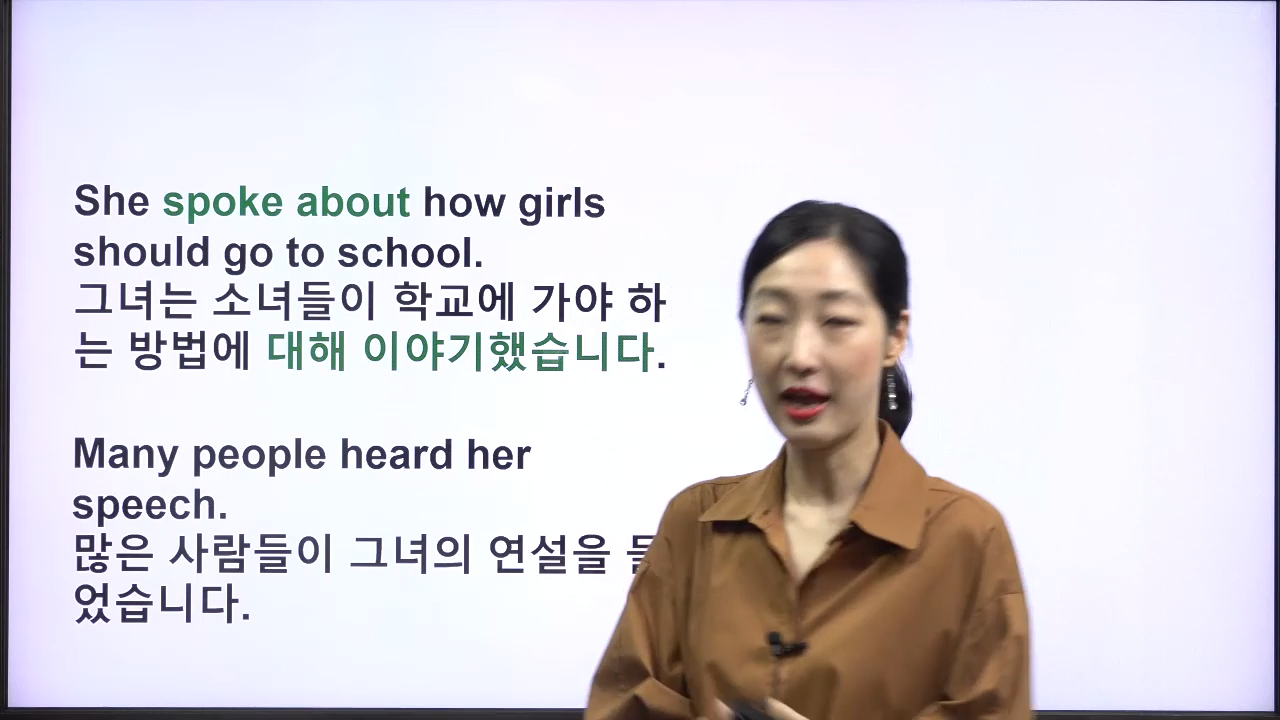 She spoke about how girls
should go to school.
그녀는 소녀들이 학교에 가야 하
는 방법에 대해 이야기했습니다.
Many people heard her
speech.
많은 사람들이 그녀의 연설을
었습니다.